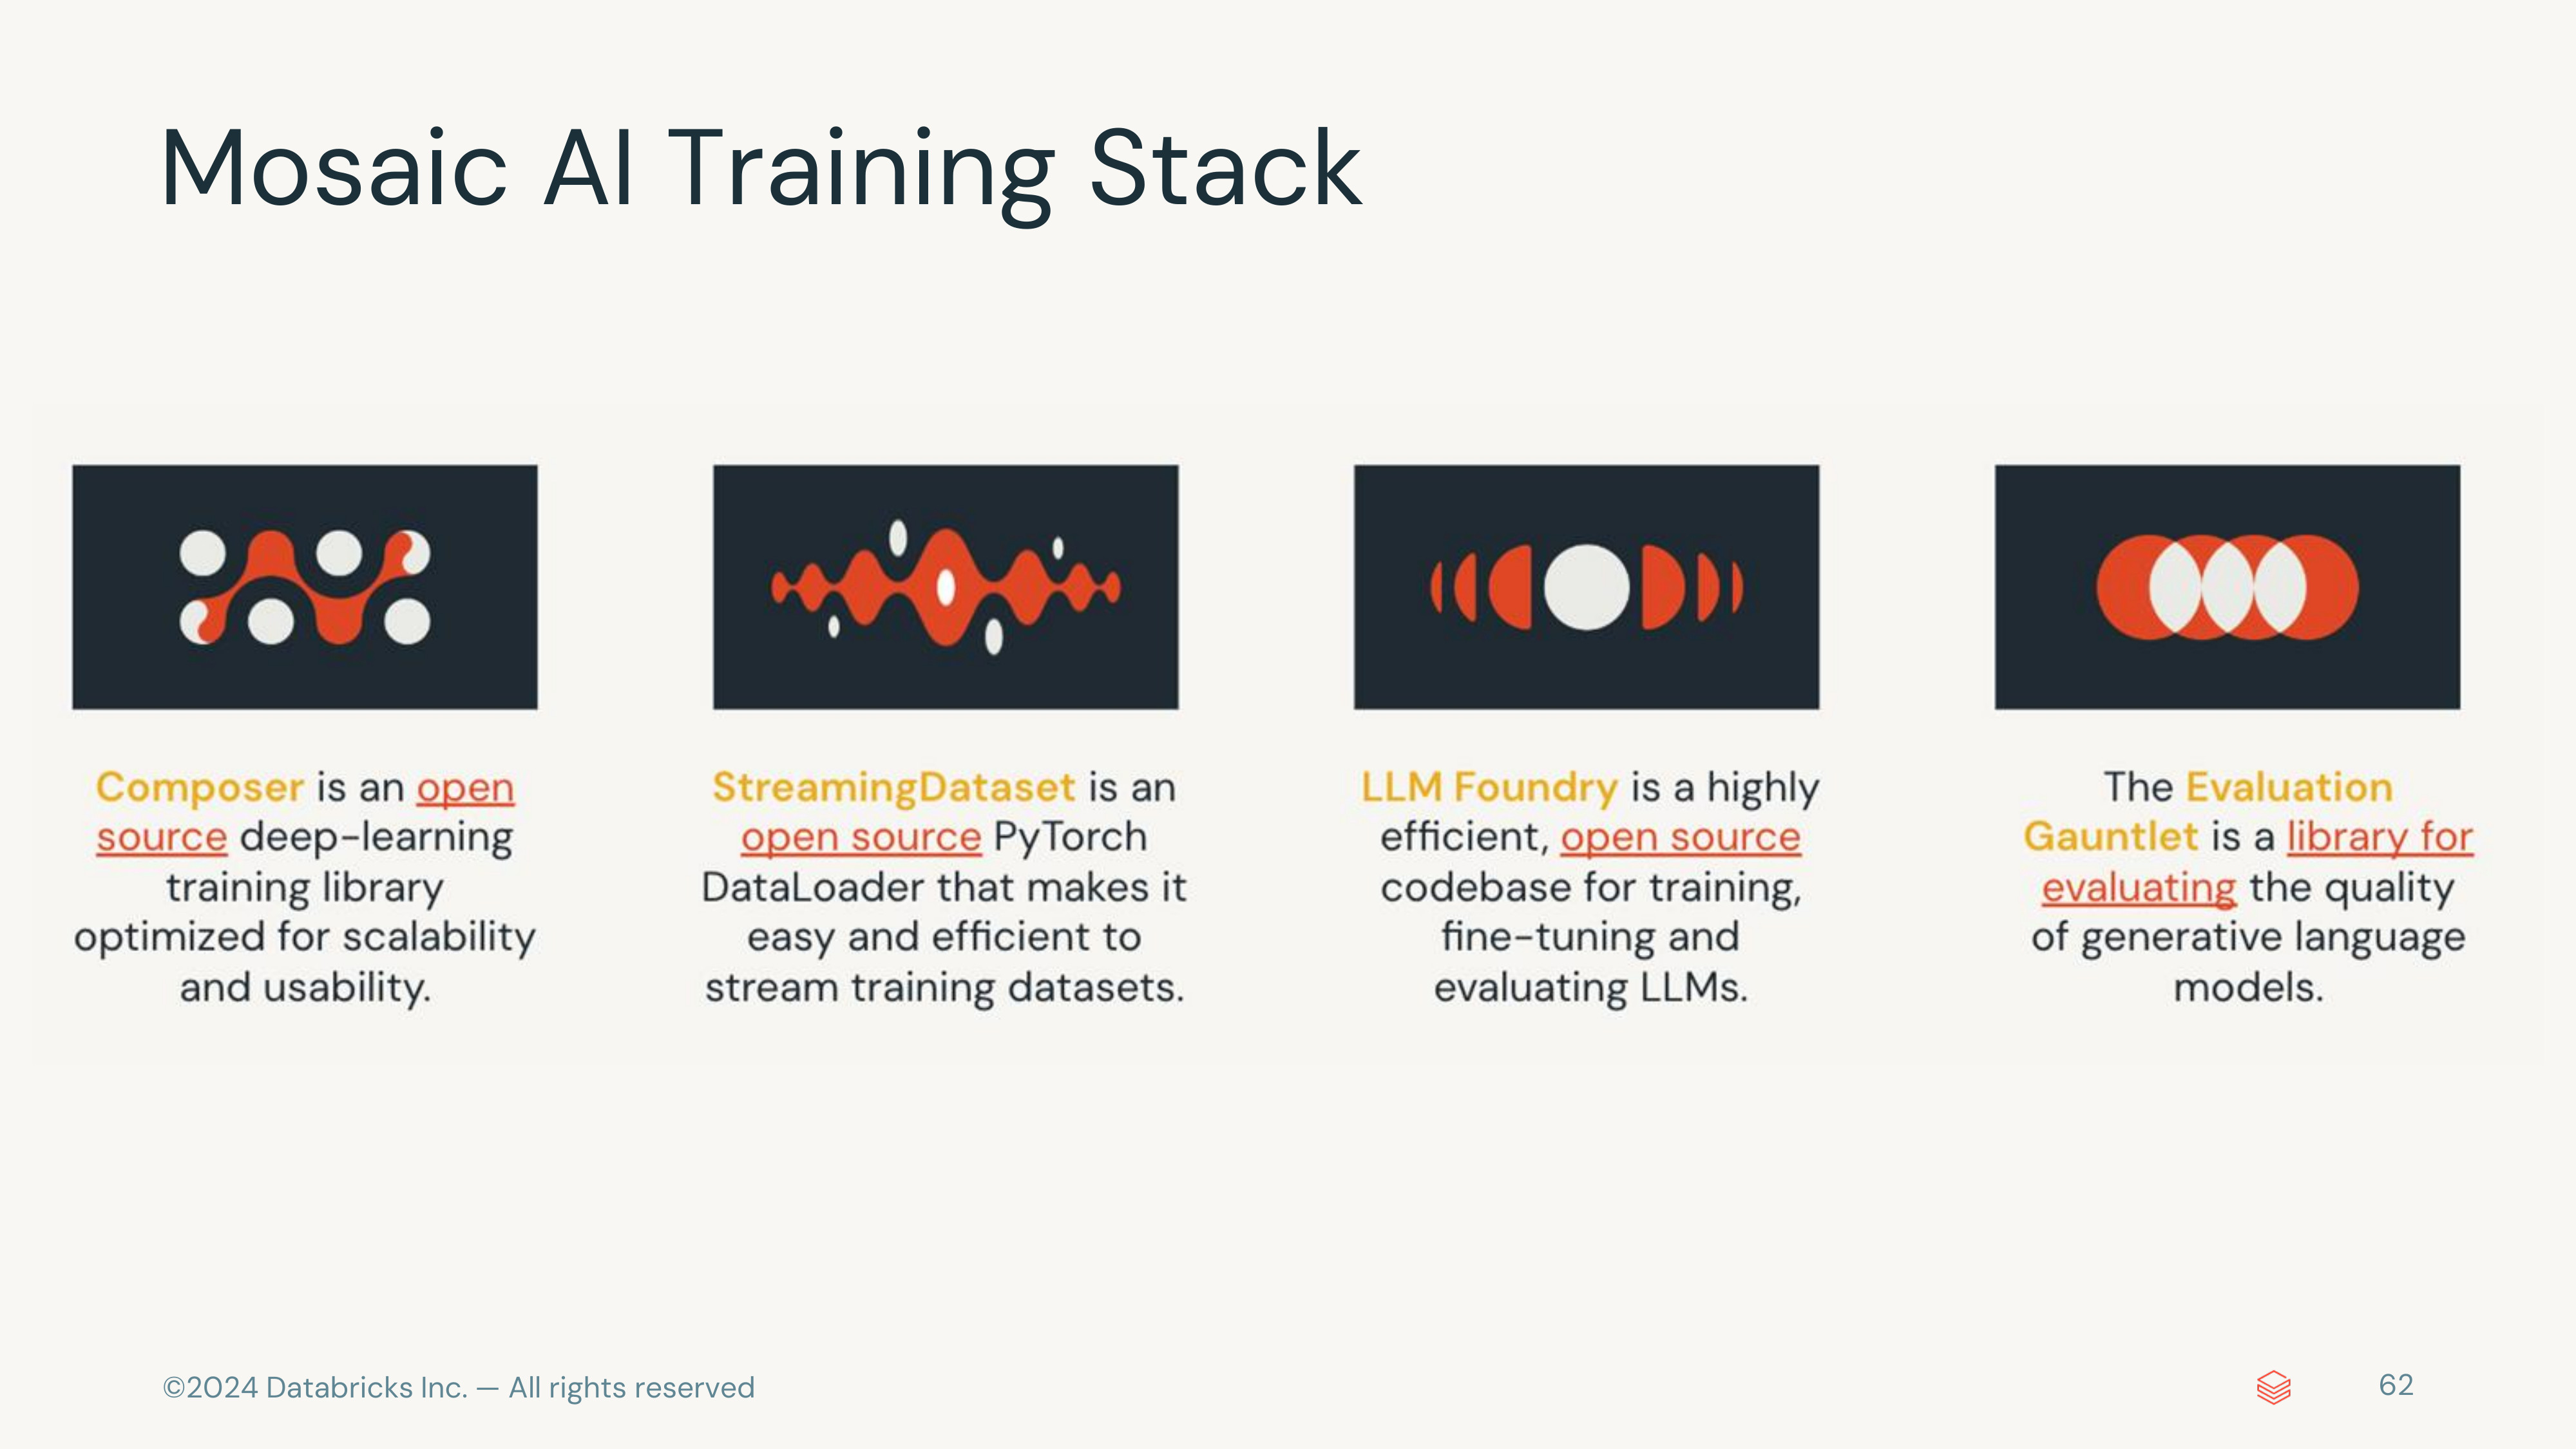 Mosaic AI Training Stack
Composer is an open
source deep-learning
training library
optimized for scalability
and usability.
StreamingDataset is an
open source PyTorch
DataLoader that makes it
easy and efficient to
stream training datasets.
LLM Foundry is a highly
efficient, open source
codebase for training,
fine-tuning and
evaluating LLMs.
The Evaluation
Gauntlet is a library for
evaluating the quality
of generative language
models.
©2024 Databricks Inc. — All rights reserved
62